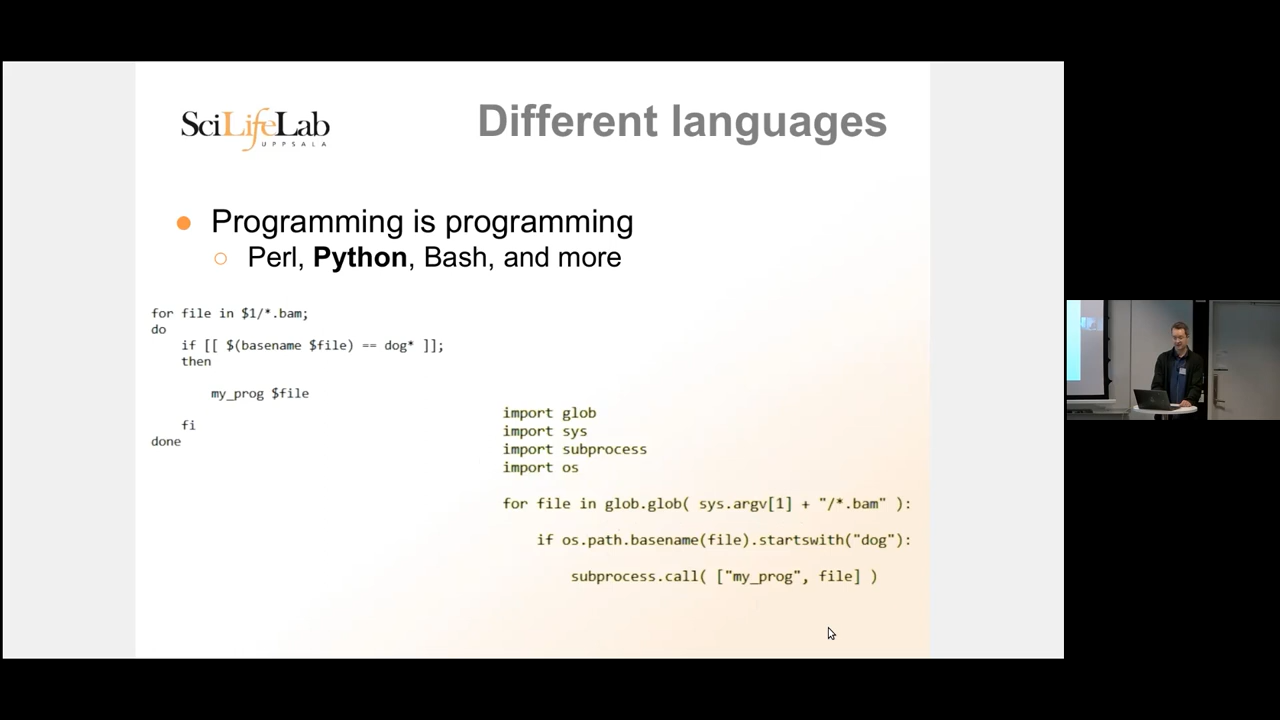 SciLifeLab
UPPSALA
Different languages
Programming is programming
Perl, Python, Bash, and more
for file in $1/*.bam;
do
if [[ $(basename $file) == dog* ]];
then
my_prog $file
fi
done
import glob
import sys
import subprocess
import os
for file in glob.glob( sys.argv[1] + "/*.bam" ):
if os.path.basename(file).startswith("dog"):
subprocess.call( ["my_prog", file] )